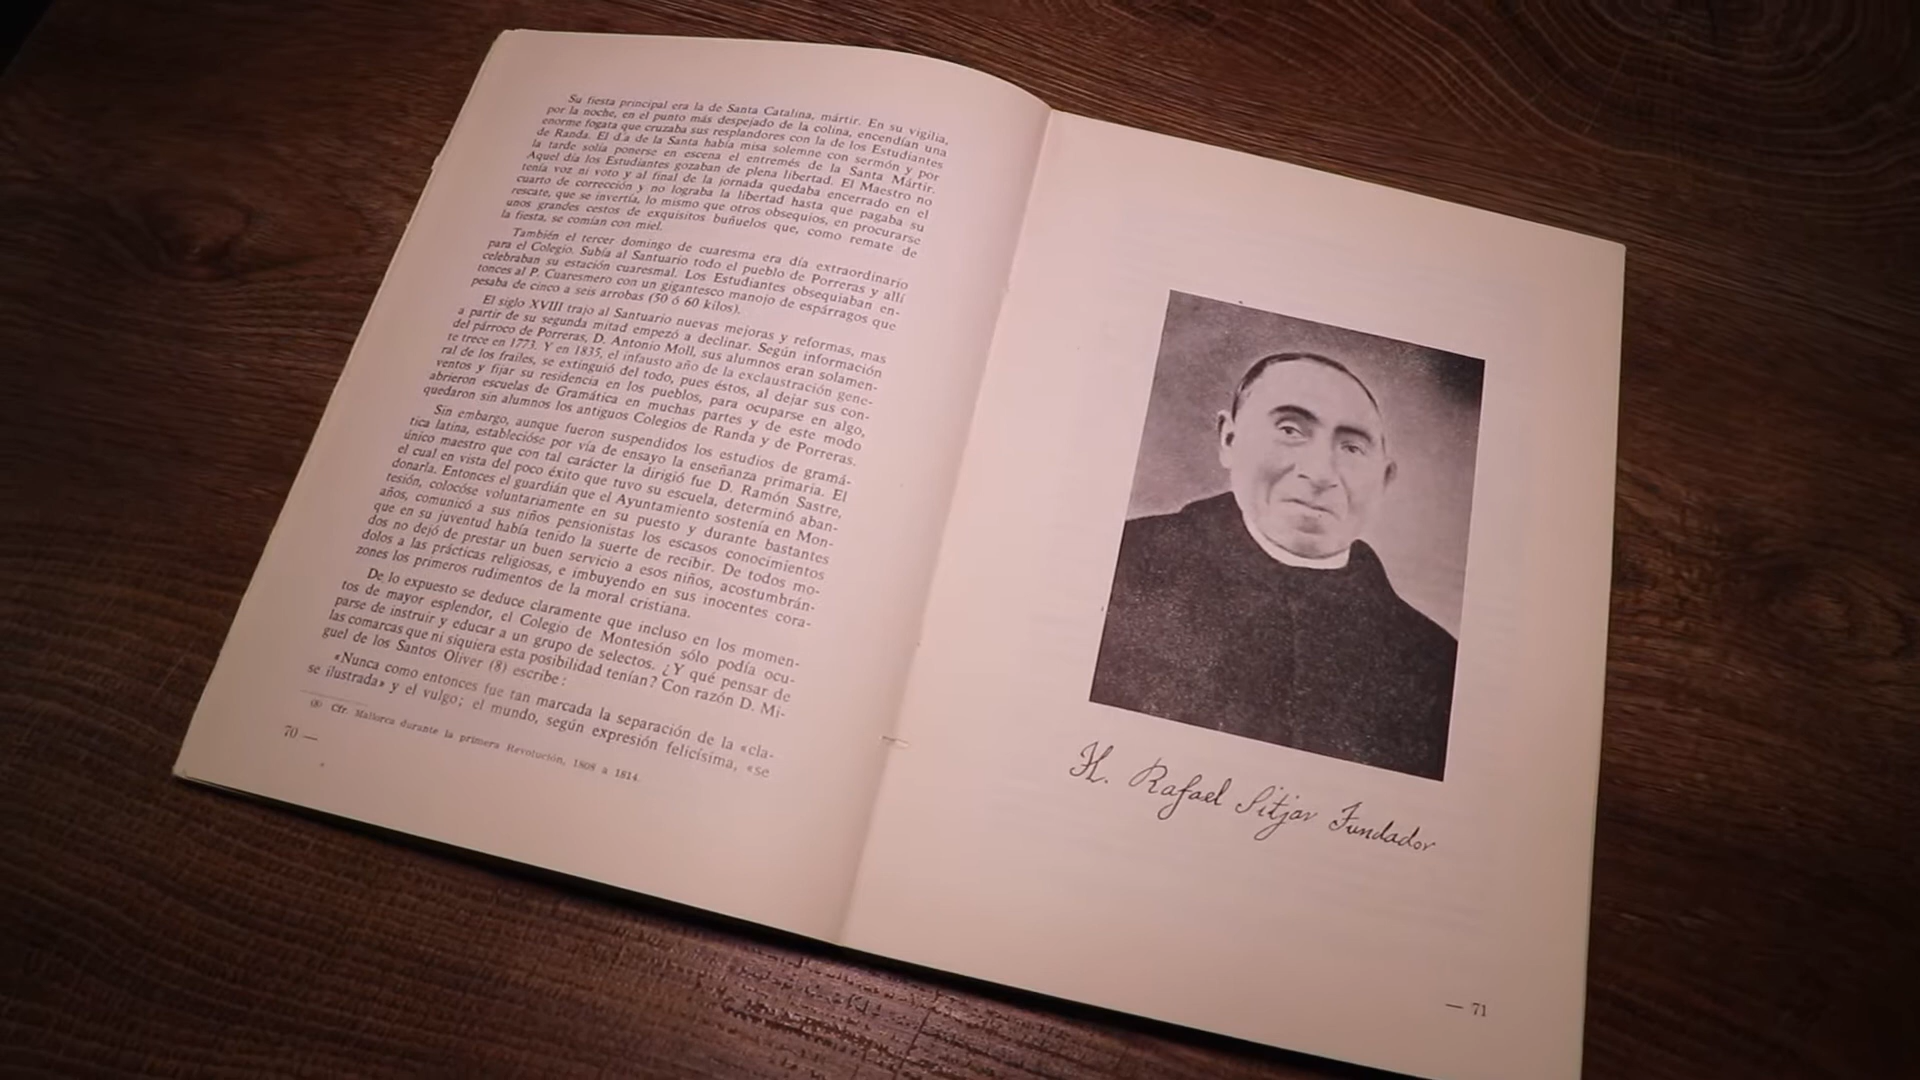 Su fiesta principal era la de Santa Catalina, mártir. En su vigilia,
por la noche, en el punto más despejado de la colina, encendían una
enorme fogata que cruzaba sus resplandores con la de los Estudiantes
de Randa. El d.a de la Santa había misa solemne con sermón y por
la tarde solía ponerse en escena el entremés de la Santa Mártir.
Aquel día los Estudiantes gozaban de plena libertad. El Maestro no
tenía voz ni voto y al final de la jornada quedaba encerrado en el
cuarto de corrección y no lograba la libertad hasta que pagaba su
rescate, que se invertía, lo mismo que otros obsequios, en procurarse
unos grandes cestos de exquisitos buñuelos que, como remate de
la fiesta, se comían con miel.
También el tercer domingo de cuaresma era día extraordinario
para el Colegio. Subía al Santuario todo el pueblo de Porreras y allí
celebraban su estación cuaresmal. Los Estudiantes obsequiaban en-
tonces al P. Cuaresmero con un gigantesco manojo de espárragos que
pesaba de cinco a seis arrobas (50 ó 60 kilos).
El siglo XVIII trajo al Santuario nuevas mejoras y reformas, mas
a partir de su segunda mitad empezó a declinar. Según información
del párroco de Porreras, D. Antonio Moll, sus alumnos eran solamen-
te trece en 1773. Y en 1835, el infausto año de la exclaustración gene-
ral de los frailes, se extinguió del todo, pues éstos, al dejar sus con-
ventos y fijar su residencia en los pueblos, para ocuparse en algo,
abrieron escuelas de Gramática en muchas partes y de este modo
quedaron sin alumnos los antiguos Colegios de Randa y de Porreras.
Sin embargo, aunque fueron suspendidos los estudios de gramá-
tica latina, establecióse por vía de ensayo la enseñanza primaria. El
único maestro que con tal carácter la dirigió fue D. Ramón Sastre,
el cual en vista del poco éxito que tuvo su escuela, determinó aban-
donarla. Entonces el guardián que el Ayuntamiento sostenía en Mon-
tesión, colocóse voluntariamente en su puesto y durante bastantes
años, comunicó a sus niños pensionistas los escasos conocimientos
que en su juventud había tenido la suerte de recibir. De todos mo-
dos no dejó de prestar un buen servicio a esos niños, acostumbrán-
dolos a las prácticas religiosas, e imbuyendo en sus inocentes cora-
zones los primeros rudimentos de la moral cristiana.
De lo expuesto se deduce claramente que incluso en los momen-
tos de mayor esplendor, el Colegio de Montesión sólo podía ocu-
parse de instruir y educar a un grupo de selectos. ¿Y qué pensar de
las comarcas que ni siquiera esta posibilidad tenían? Con razón D. Mi-
guel de los Santos Oliver (8) escribe:
«Nunca como entonces fue tan marcada la separación de la «cla-
se ilustrada» y el vulgo; el mundo, según expresión felicísima, «se
(8) Cfr. Mallorca durante la primera Revolución, 1808 a 1814.
70 —
H. Rafael Sitjar Fundador
— 71